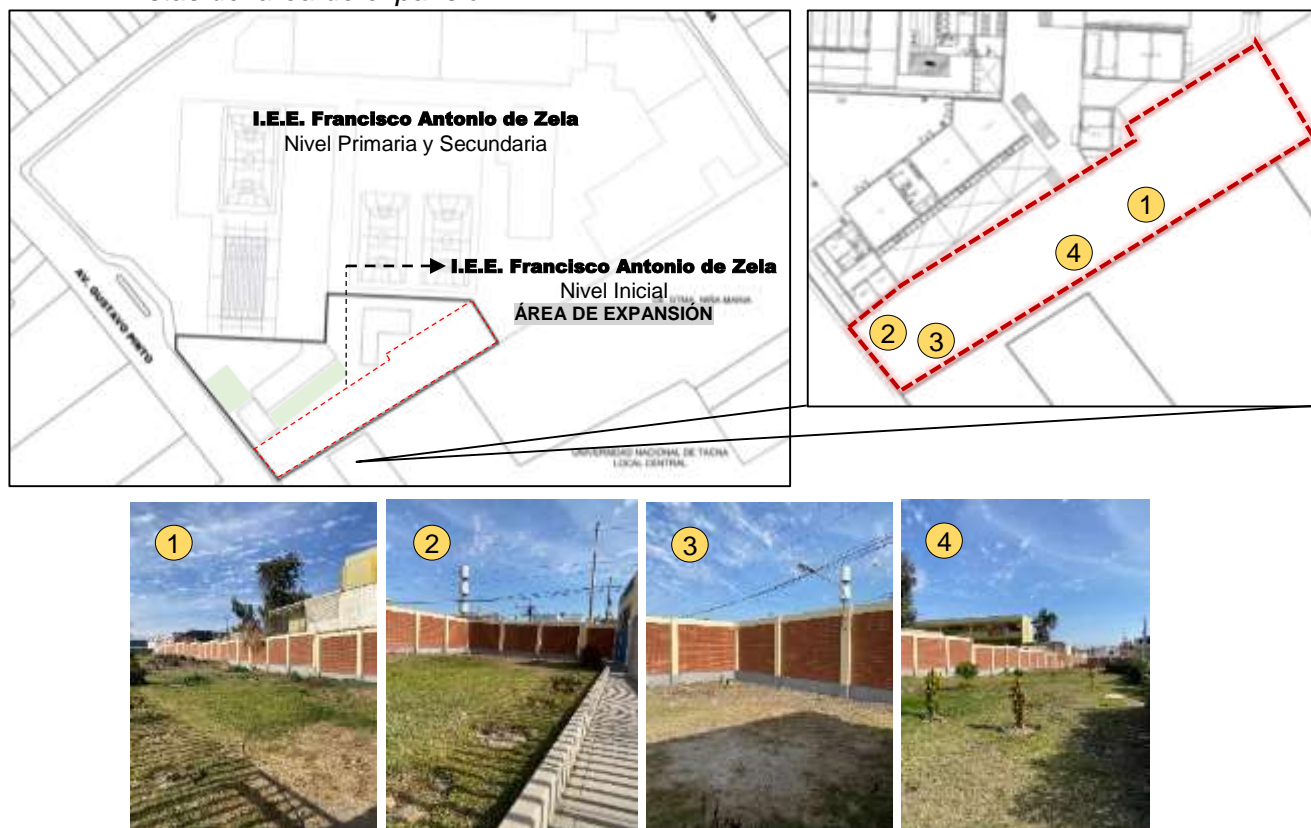 I.E.E. Francisco Antonio de Zela
Nivel Primaria y Secundaria
I.E.E. Francisco Antonio de Zela
Nivel Inicial
ÁREA DE EXPANSIÓN
AV. GUSTAVO PINTO
UNIVERSIDAD NACIONAL DE TACNA
LOCAL CENTRAL
1
4
2
3
1
2
3
4